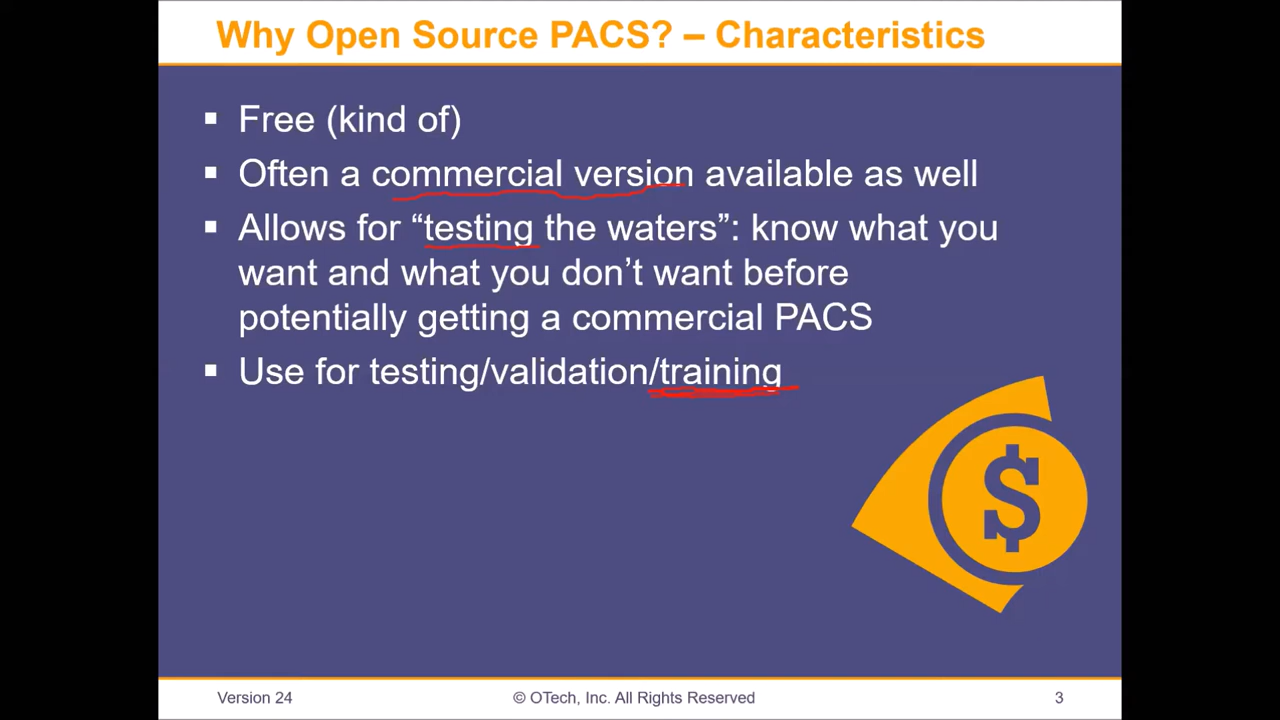 Why Open Source PACS? – Characteristics
▪ Free (kind of)
▪ Often a commercial version available as well
▪ Allows for “testing the waters”: know what you
want and what you don’t want before
potentially getting a commercial PACS
▪ Use for testing/validation/training
$
Version 24
© OTech, Inc. All Rights Reserved
3